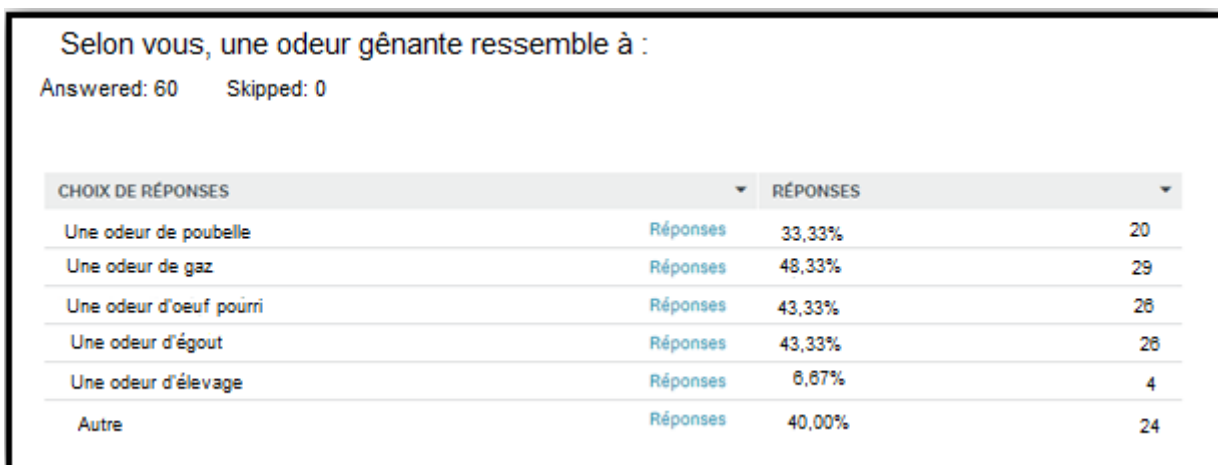 Selon vous, une odeur gênante ressemble à :
Answered: 60 Skipped: 0
CHOIX DE RÉPONSES RÉPONSES
Une odeur de poubelle Réponses 33,33% 20
Une odeur de gaz Réponses 48,33% 29
Une odeur d'oeuf pourri Réponses 43,33% 26
Une odeur d'égout Réponses 43,33% 26
Une odeur d'élevage Réponses 6,67% 4
Autre Réponses 40,00% 24